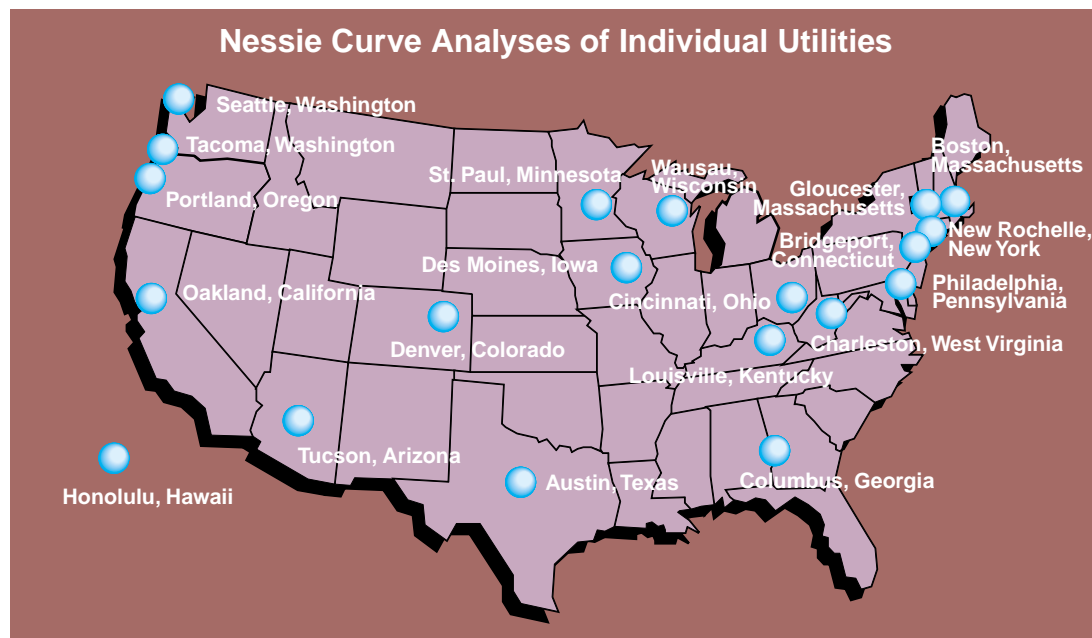 Nessie Curve Analyses of Individual Utilities
Seattle, Washington
Tacoma, Washington
Portland, Oregon
St. Paul, Minnesota
Wausau,
Wisconsin
Boston,
Massachusetts
Gloucester,
Massachusetts
New Rochelle,
New York
Bridgeport,
Connecticut
Des Moines, Iowa
Oakland, California
Cincinnati, Ohio
Philadelphia,
Pennsylvania
Denver, Colorado
Charleston, West Virginia
Louisville, Kentucky
Tucson, Arizona
Honolulu, Hawaii
Austin, Texas
Columbus, Georgia